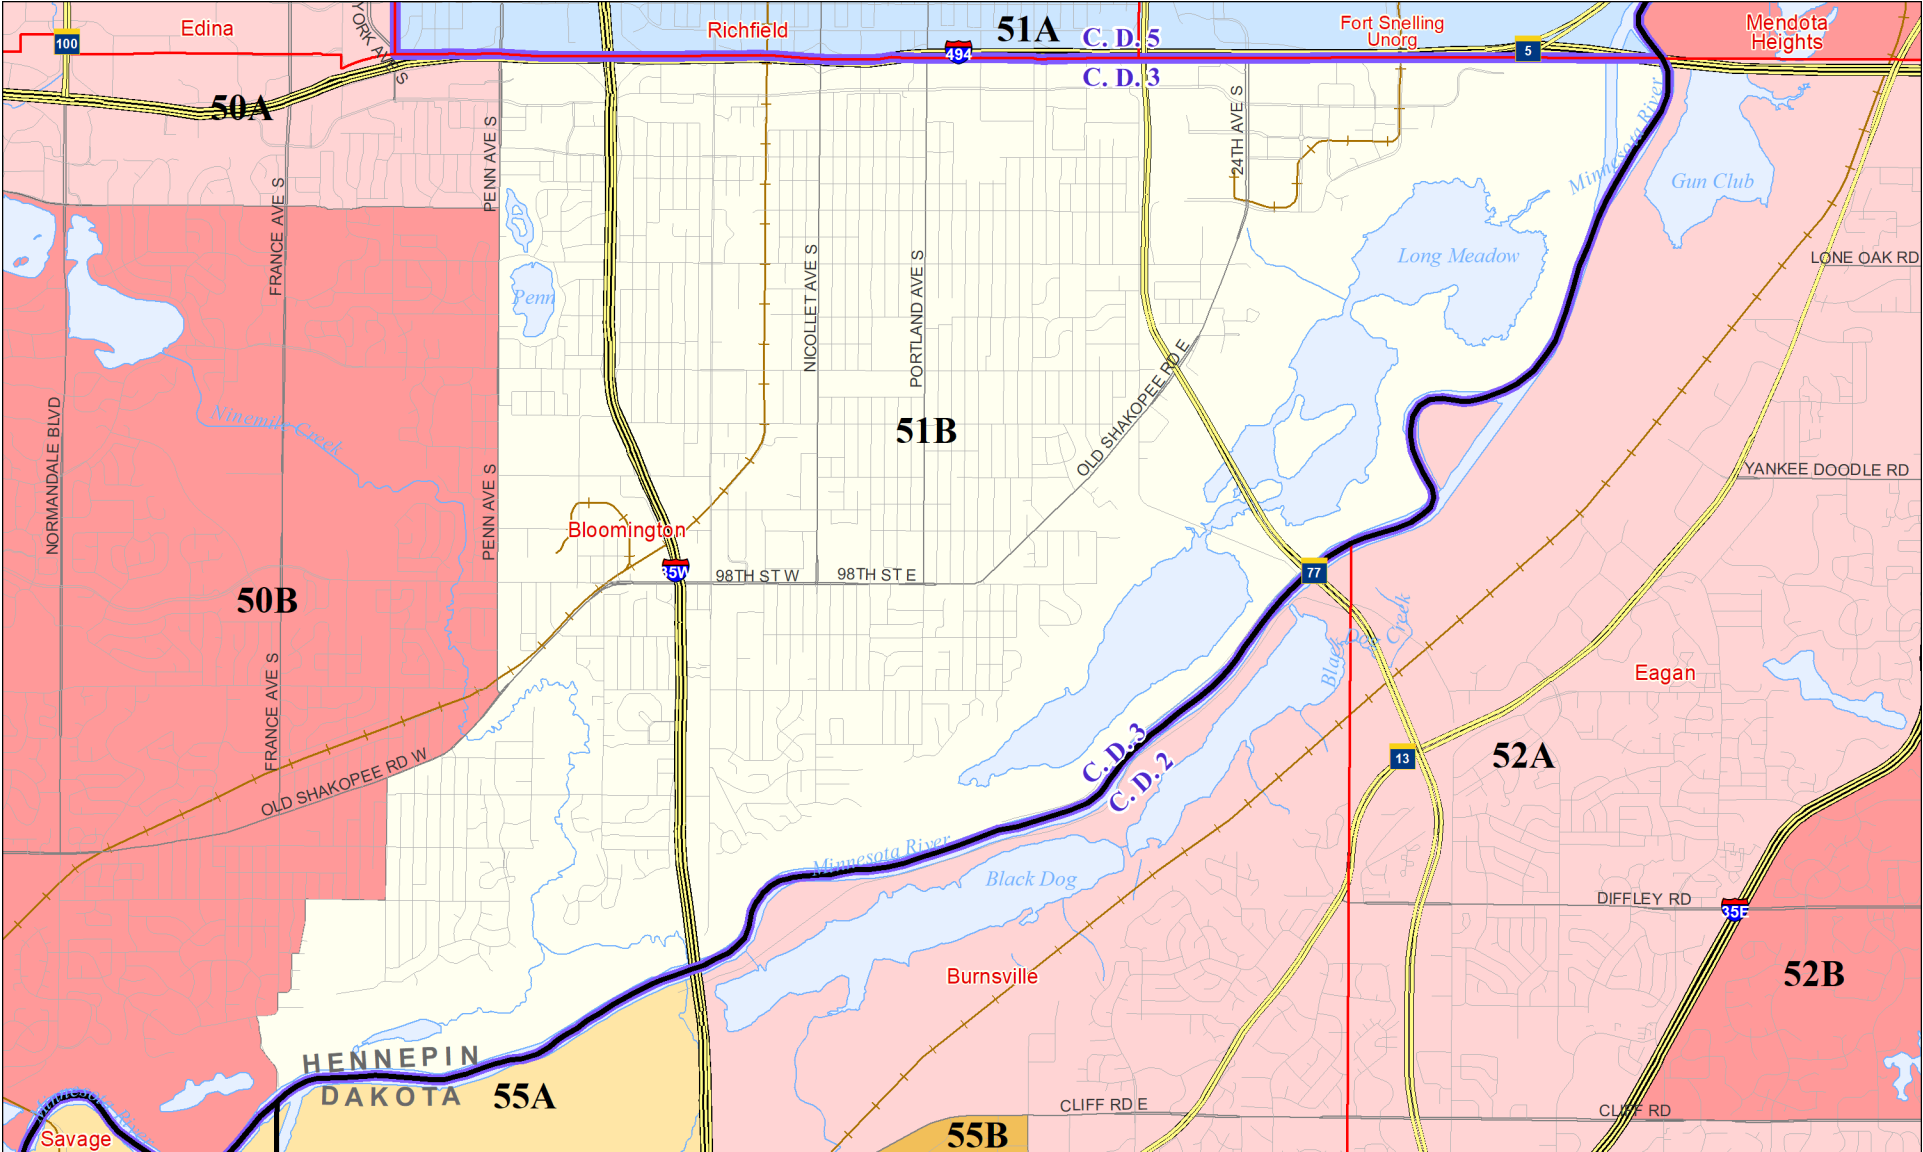 YORK AVE S
Edina
Richfield
51A
C. D. 5
Fort Snelling
Unorg
Mendota
Heights
100
494
5
C. D. 3
50A
PENN AVE S
24TH AVE S
Minnesota River
Gun Club
FRANCE AVE S
NICOLLET AVE S
PORTLAND AVE S
Long Meadow
LONE OAK RD
Penn
OLD SHAKOPEE RD E
Ninemile Creek
NORMANDALE BLVD
51B
YANKEE DOODLE RD
PENN AVE S
Bloomington
35W
98TH ST W
98TH ST E
77
50B
Black Dog Creek
FRANCE AVE S
Eagan
C. D. 3
C. D. 2
13
52A
OLD SHAKOPEE RD W
Minnesota River
Black Dog
DIFFLEY RD
35E
Burnsville
52B
HENNEPIN
DAKOTA
55A
Minnesota River
Savage
CLIFF RD E
CLIFF RD
55B